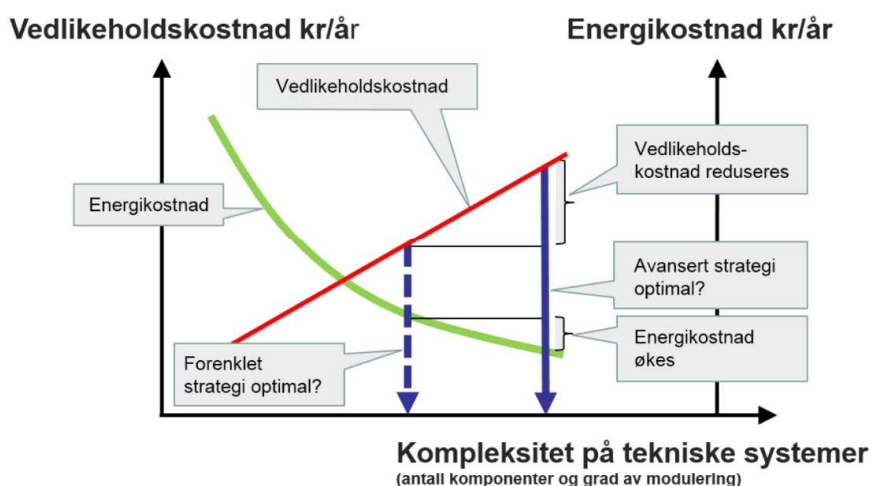 Vedlikeholdskostnad kr/år
Energikostnad kr/år
Vedlikeholdskostnad
Vedlikeholds-
kostnad reduseres
Energikostnad
Avansert strategi
optimal?
Forenklet
strategi optimal?
Energikostnad
økes
Kompleksitet på tekniske systemer
(antall komponenter og grad av modulering)